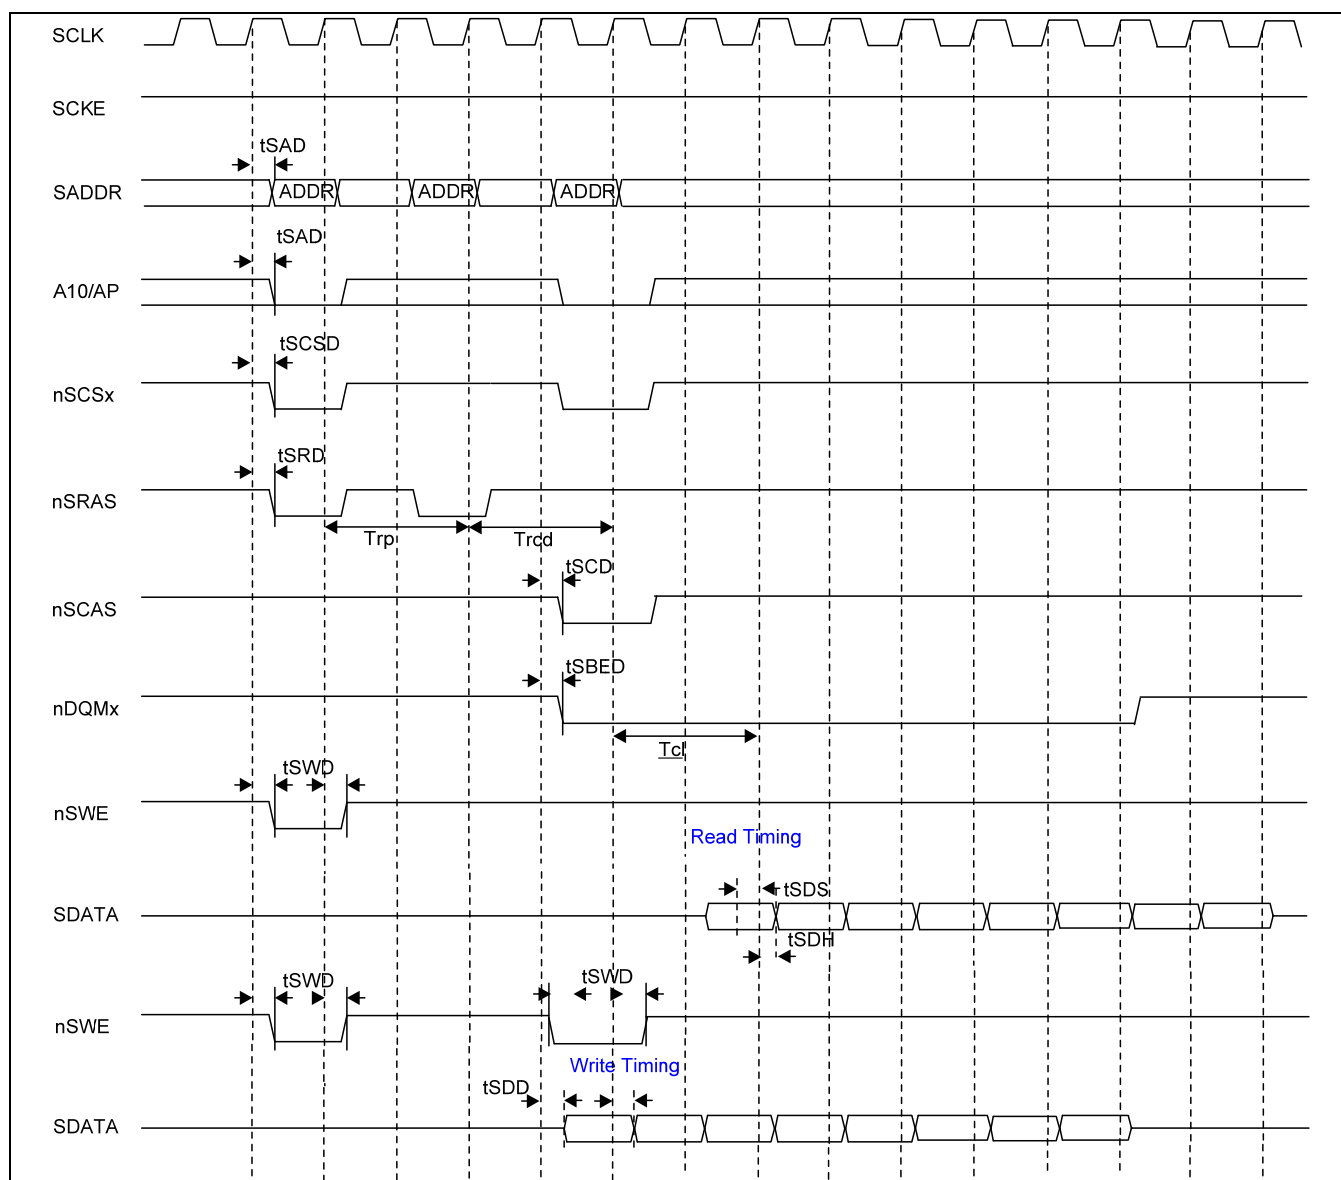 SCLK
SCKE
tSAD
SADDR
ADDR
ADDR
ADDR
tSAD
A10/AP
tSCSD
nSCSx
tSRD
nSRAS
Trp
Trcd
tSCD
nSCAS
tSBED
nDQMx
Tcl
tSWD
nSWE
Read Timing
tSDS
SDATA
tSDH
tSWD
tSWD
nSWE
Write Timing
tSDD
SDATA